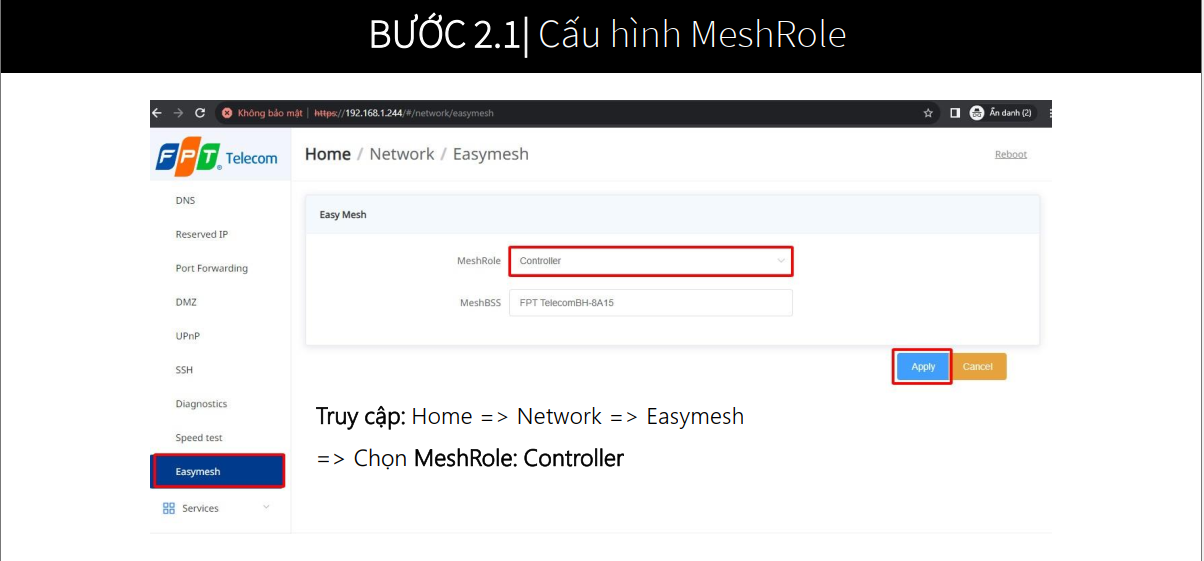 BƯỚC 2.1| Cấu hình MeshRole
Không bảo mật | https://192.168.1.244/#/network/easymesh
Ẩn danh (2)
FPT Telecom
Home / Network / Easymesh
Reboot
DNS
Reserved IP
Port Forwarding
DMZ
UPnP
SSH
Diagnostics
Speed test
Easymesh
Services
Easy Mesh
MeshRole Controller
MeshBSS FPT TelecomBH-8A15
Apply Cancel
Truy cập: Home => Network => Easymesh
=> Chọn MeshRole: Controller